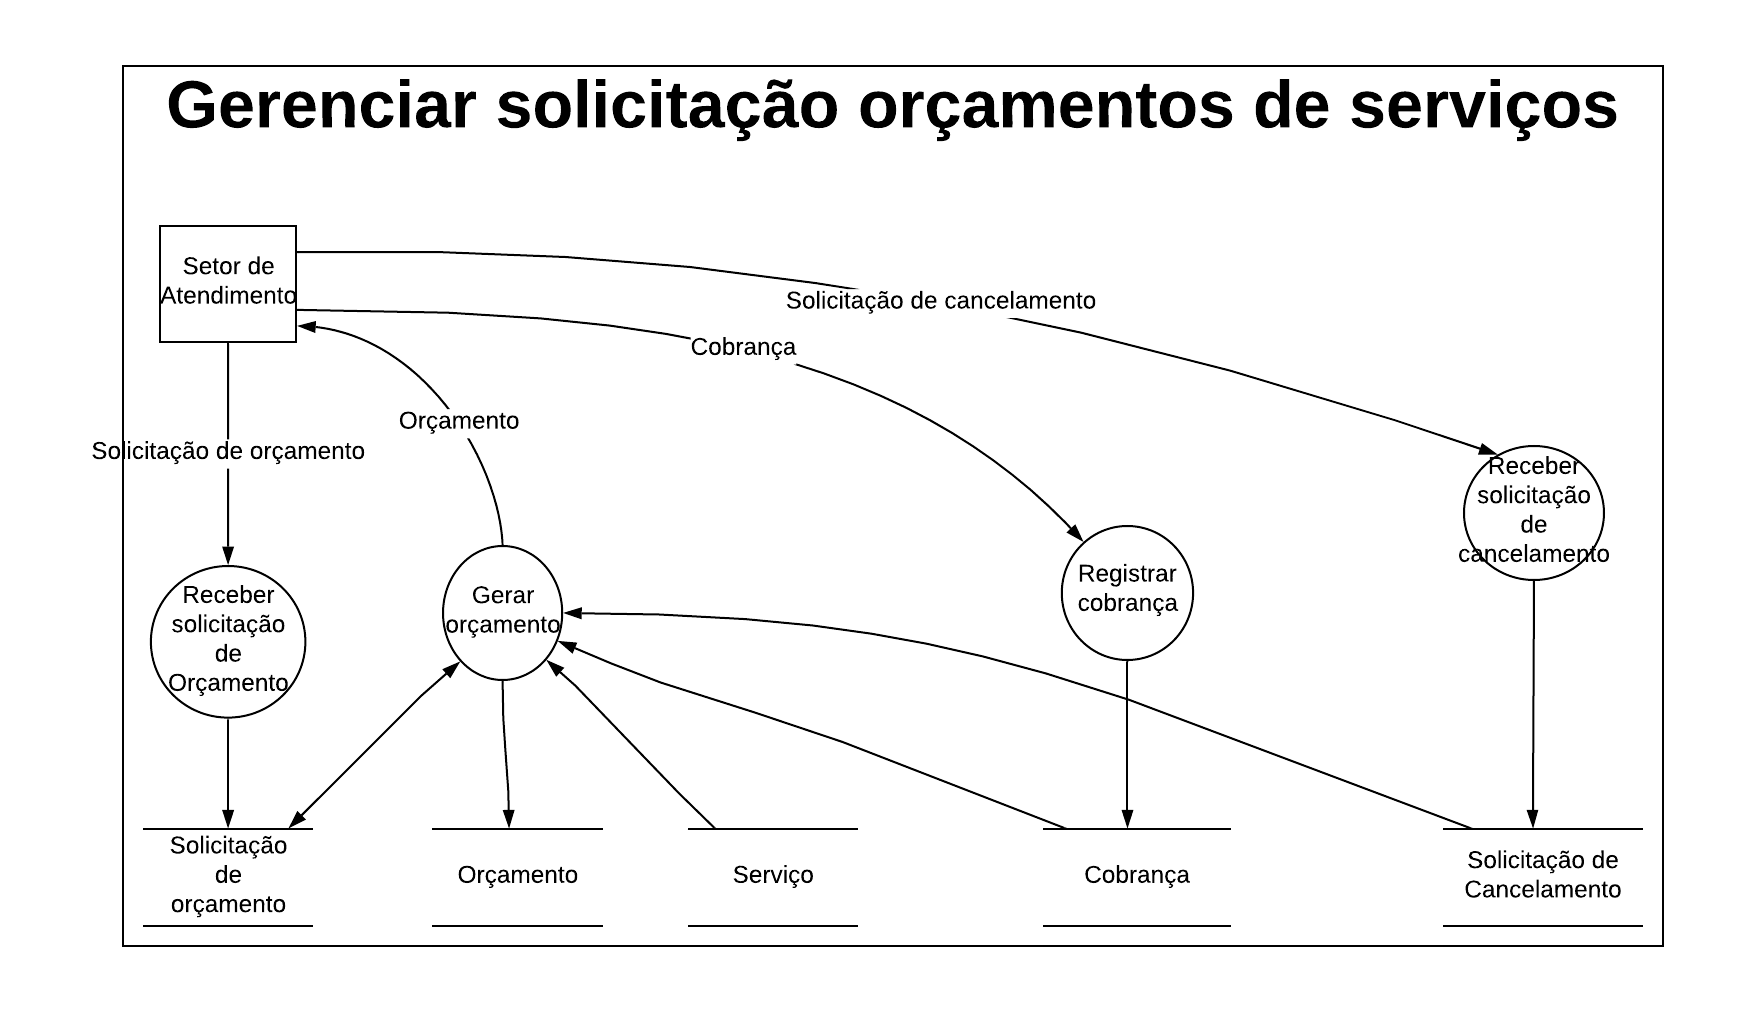 Gerenciar solicitação orçamentos de serviços
Setor de
Atendimento
Solicitação de cancelamento
Cobrança
Orçamento
Solicitação de orçamento
Receber
solicitação
de
cancelamento
Registrar
cobrança
Gerar
orçamento
Receber
solicitação
de
Orçamento
Solicitação
de
orçamento
Orçamento
Serviço
Cobrança
Solicitação de
Cancelamento